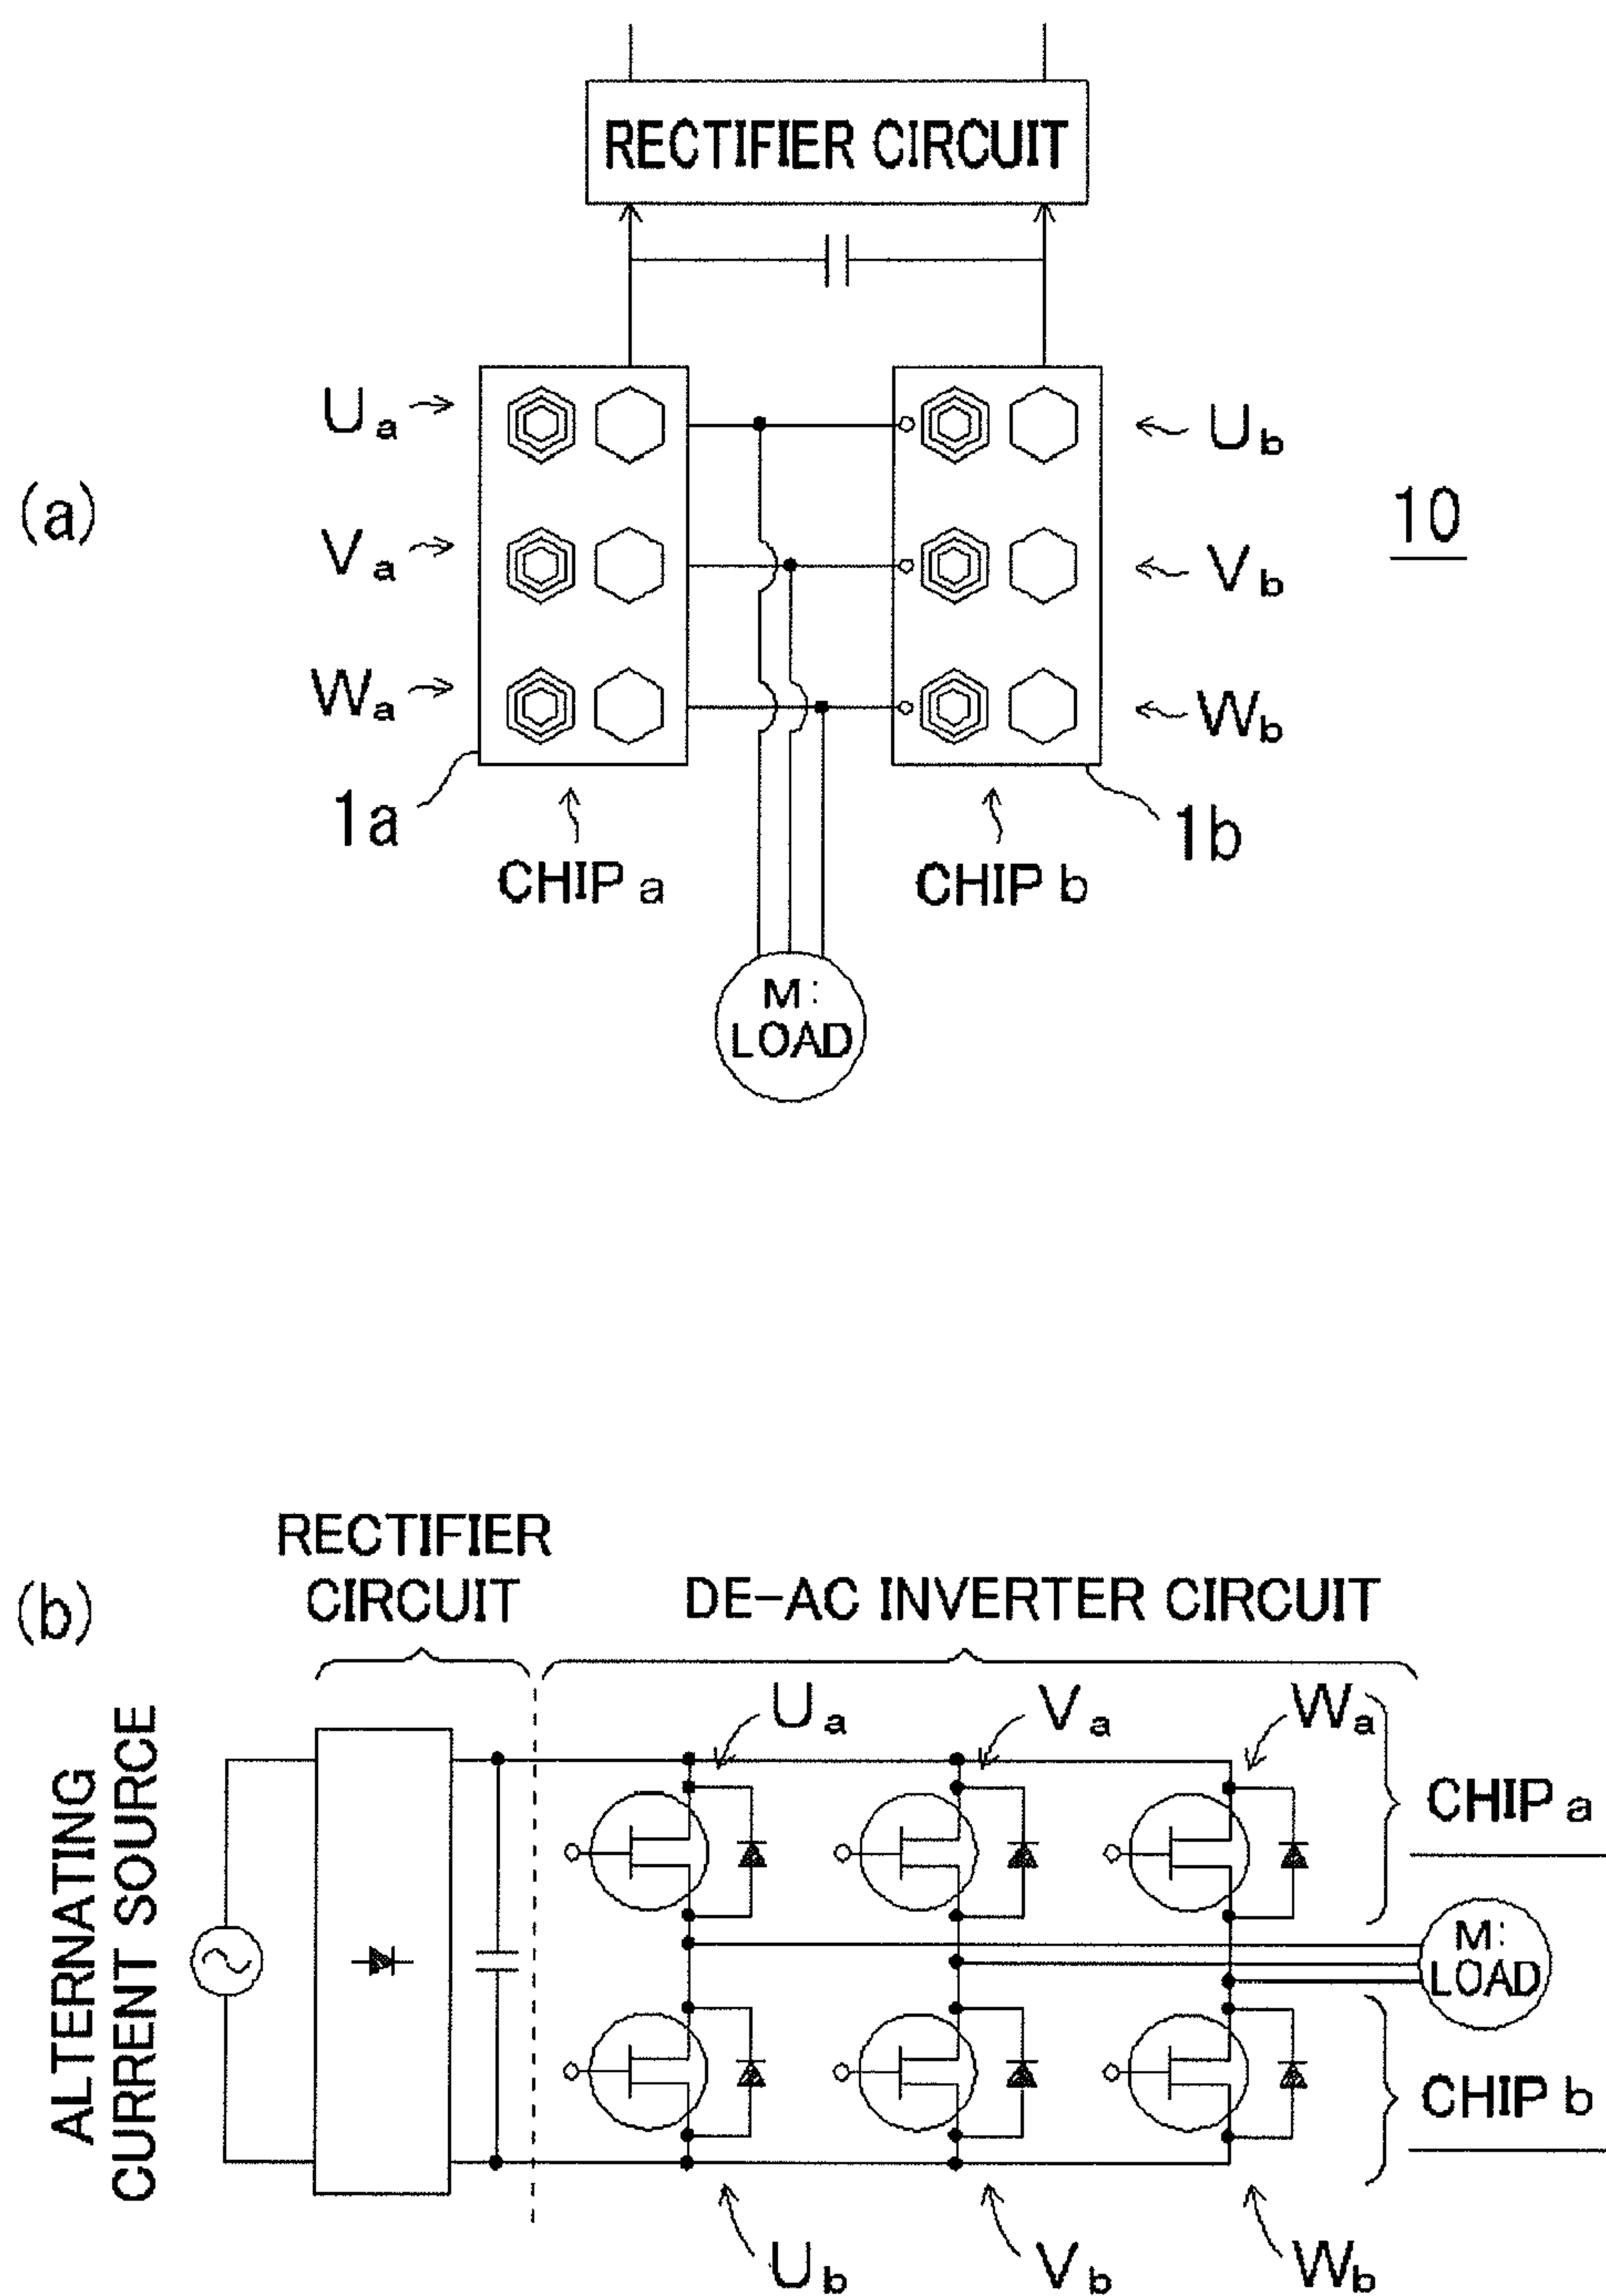 RECTIFIER CIRCUIT
(a)
Ua
Va
Wa
Ub
Vb
Wb
10
1a
1b
CHIP a
CHIP b
M:
LOAD
(b)
RECTIFIER
CIRCUIT
DE-AC INVERTER CIRCUIT
ALTERNATING
CURRENT SOURCE
Ua
Va
Wa
CHIP a
M:
LOAD
CHIP b
Ub
Vb
Wb